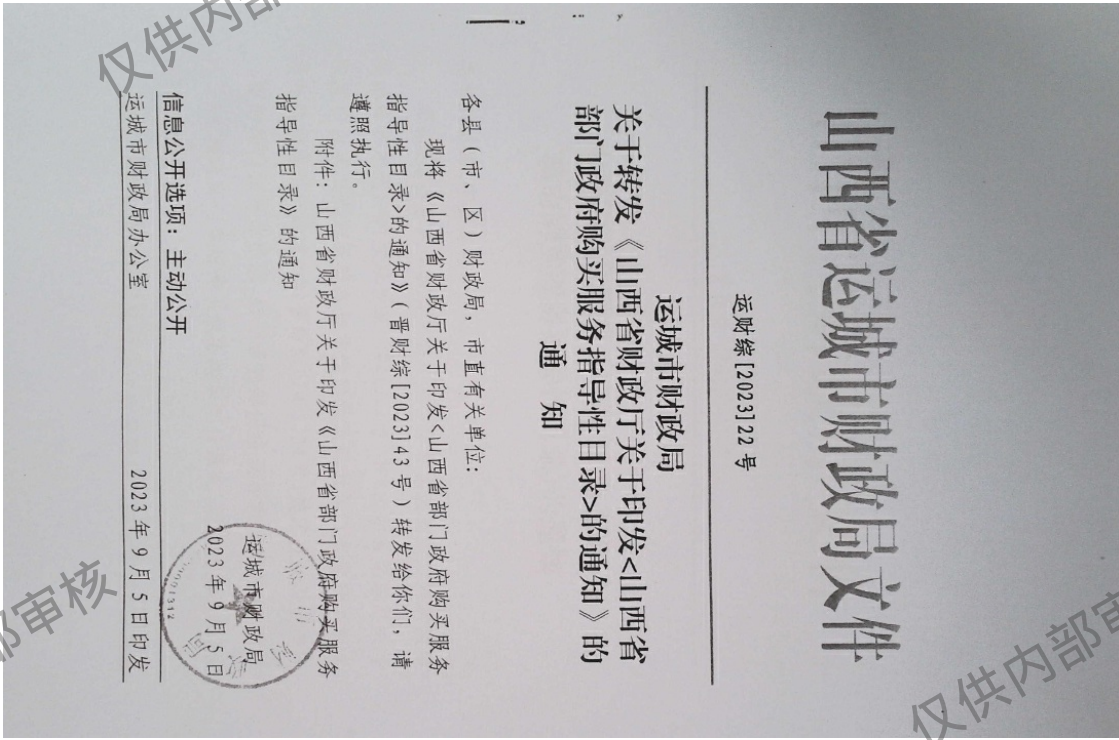 山西省运城市财政局文件
运财综[2023]22号
运城市财政局
关于转发《山西省财政厅关于印发<山西省
部门政府购买服务指导性目录>的通知》的
通 知
各县（市、区）财政局，市直有关单位：
现将《山西省财政厅关于印发<山西省部门政府购买服务
指导性目录>的通知》（晋财综[2023]43号）转发给你们，请
遵照执行。
附件：山西省财政厅关于印发《山西省部门政府购买服务
指导性目录》的通知
运城市财政局
2023年9月5日
信息公开选项：主动公开
运城市财政局办公室 2023年9月5日印发
仅供内部
部审核
仅供内部审